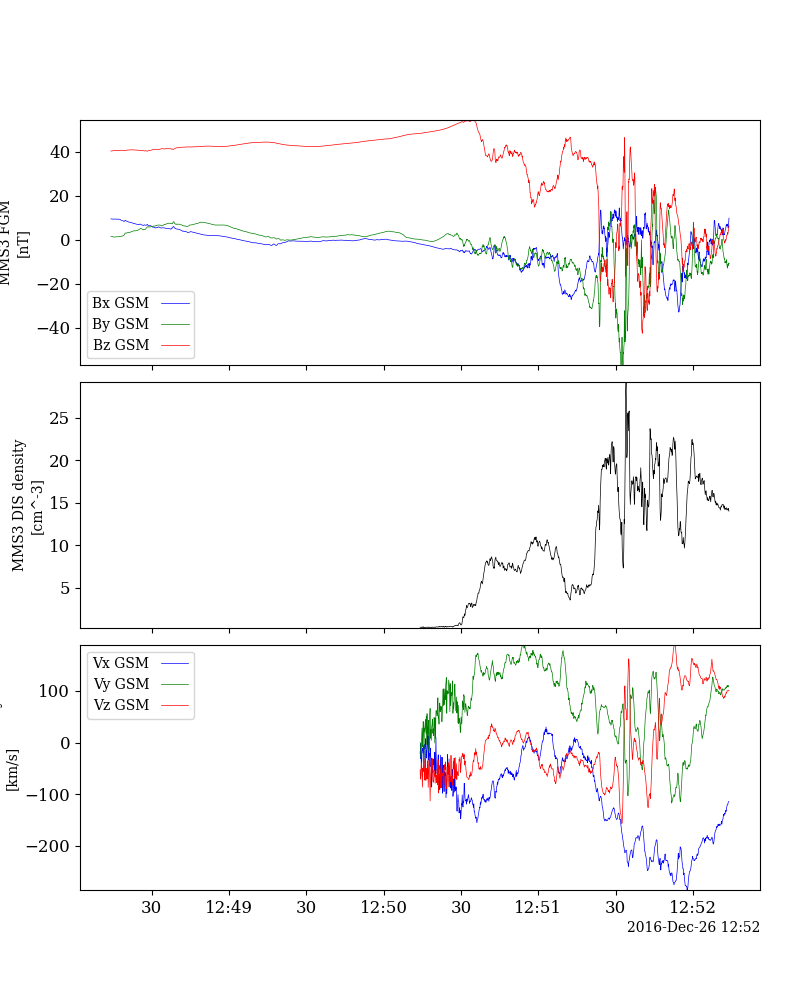 MMS3 FGM
[nT]
40
20
0
−20
−40
Bx GSM
By GSM
Bz GSM
MMS3 DIS density
[cm^-3]
25
20
15
10
5
Vx GSM
Vy GSM
Vz GSM
[km/s]
100
0
−100
−200
30 12:49 30 12:50 30 12:51 30 12:52
2016-Dec-26 12:52